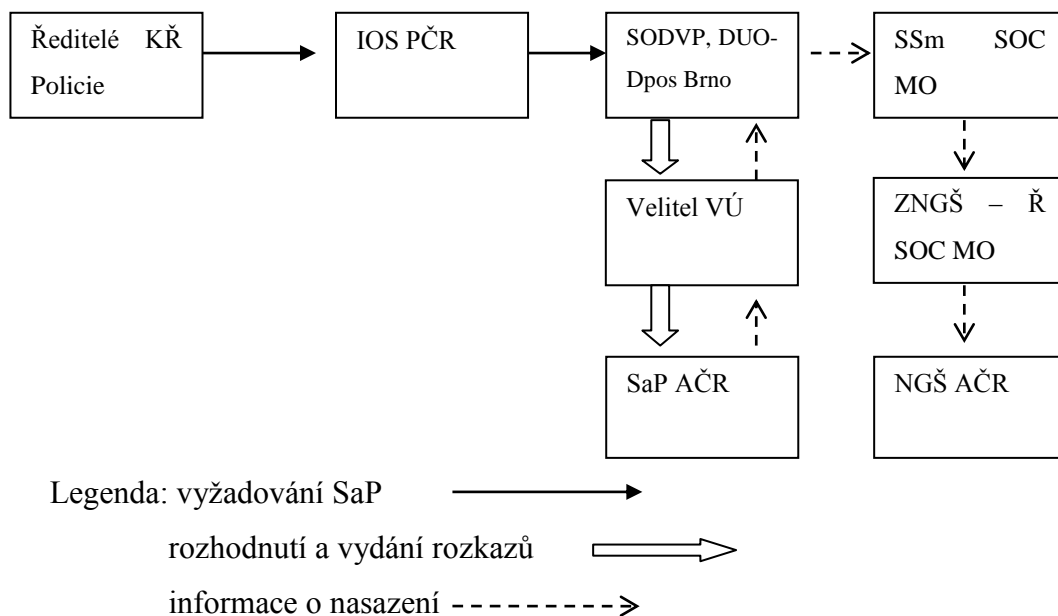 Ředitelé KŘ
Policie
IOS PČR
SODVP, DUO-
Dpos Brno
SSm SOC
MO
Velitel VÚ
ZNGŠ – Ř
SOC MO
SaP AČR
NGŠ AČR
Legenda: vyžadování SaP
rozhodnutí a vydání rozkazů
informace o nasazení